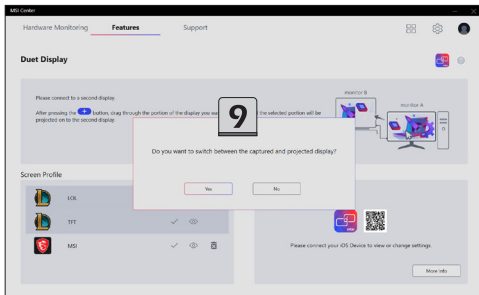 MSI Center
Hardware Monitoring Features Support
Duet Display
Please connect to a second display.
After pressing the button, drag through the portion of the display you
the selected portion will be
projected on to the second display.
monitor B
monitor A
9
Do you want to switch between the captured and projected display?
Yes No
Screen Profile
LOL
TFT
MSI
Please connect your iOS Device to view or change settings.
More Info